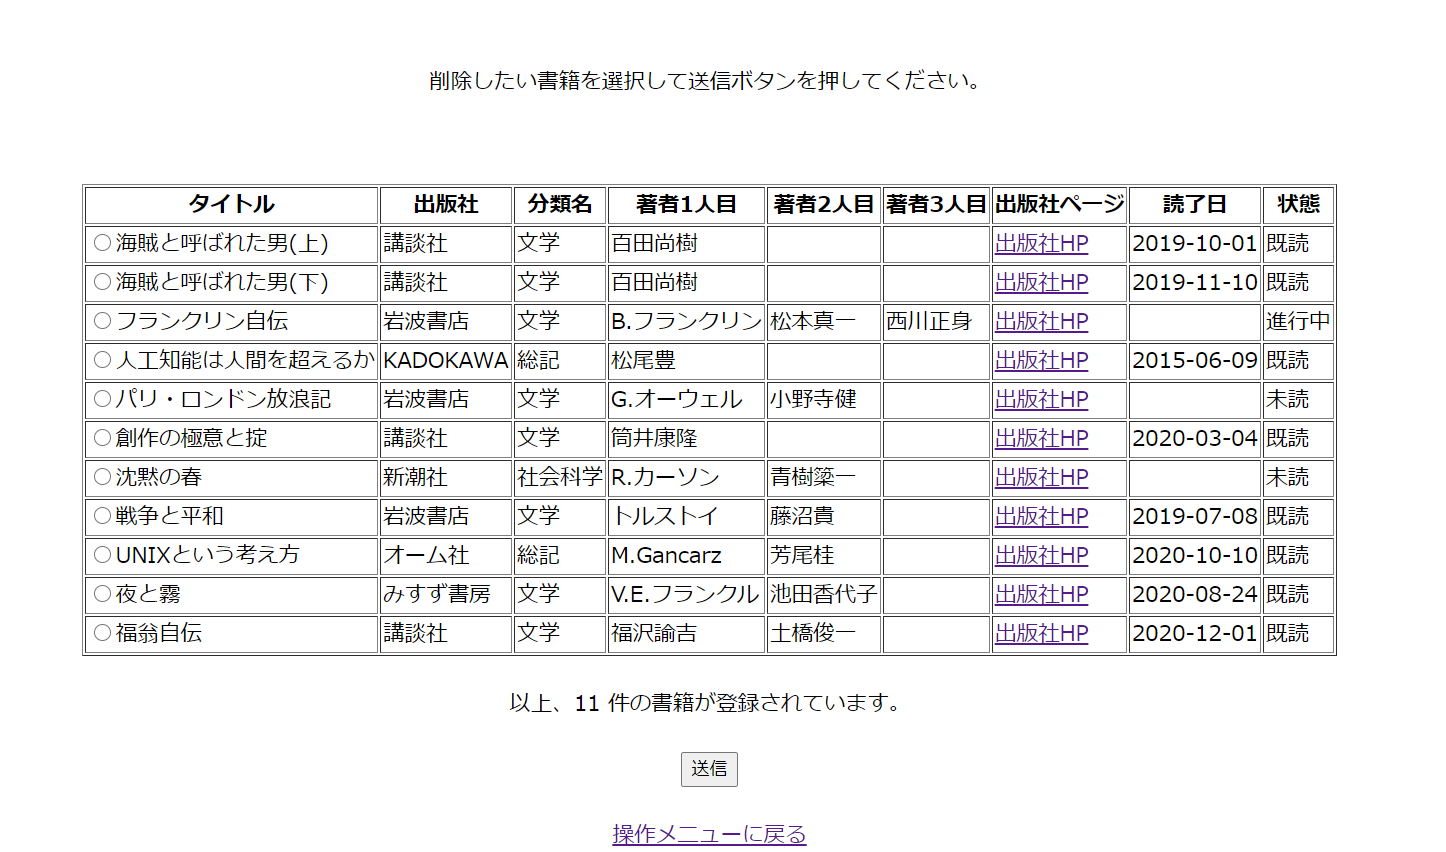 削除したい書籍を選択して送信ボタンを押してください。
タイトル 出版社 分類名 著者1人目 著者2人目 著者3人目 出版社ページ 読了日 状態
海賊と呼ばれた男(上) 講談社 文学 百田尚樹 出版社HP 2019-10-01 既読
海賊と呼ばれた男(下) 講談社 文学 百田尚樹 出版社HP 2019-11-10 既読
フランクリン自伝 岩波書店 文学 B.フランクリン 松本真一 西川正身 出版社HP 進行中
人工知能は人間を超えるか KADOKAWA 総記 松尾豊 出版社HP 2015-06-09 既読
パリ・ロンドン放浪記 岩波書店 文学 G.オーウェル 小野寺健 出版社HP 未読
創作の極意と掟 講談社 文学 筒井康隆 出版社HP 2020-03-04 既読
沈黙の春 新潮社 社会科学 R.カーソン 青樹簗一 出版社HP 未読
戦争と平和 岩波書店 文学 トルストイ 藤沼貴 出版社HP 2019-07-08 既読
UNIXという考え方 オーム社 総記 M.Gancarz 芳尾桂 出版社HP 2020-10-10 既読
夜と霧 みすず書房 文学 V.E.フランクル 池田香代子 出版社HP 2020-08-24 既読
福翁自伝 講談社 文学 福沢諭吉 土橋俊一 出版社HP 2020-12-01 既読
以上、11 件の書籍が登録されています。
送信
操作メニューに戻る